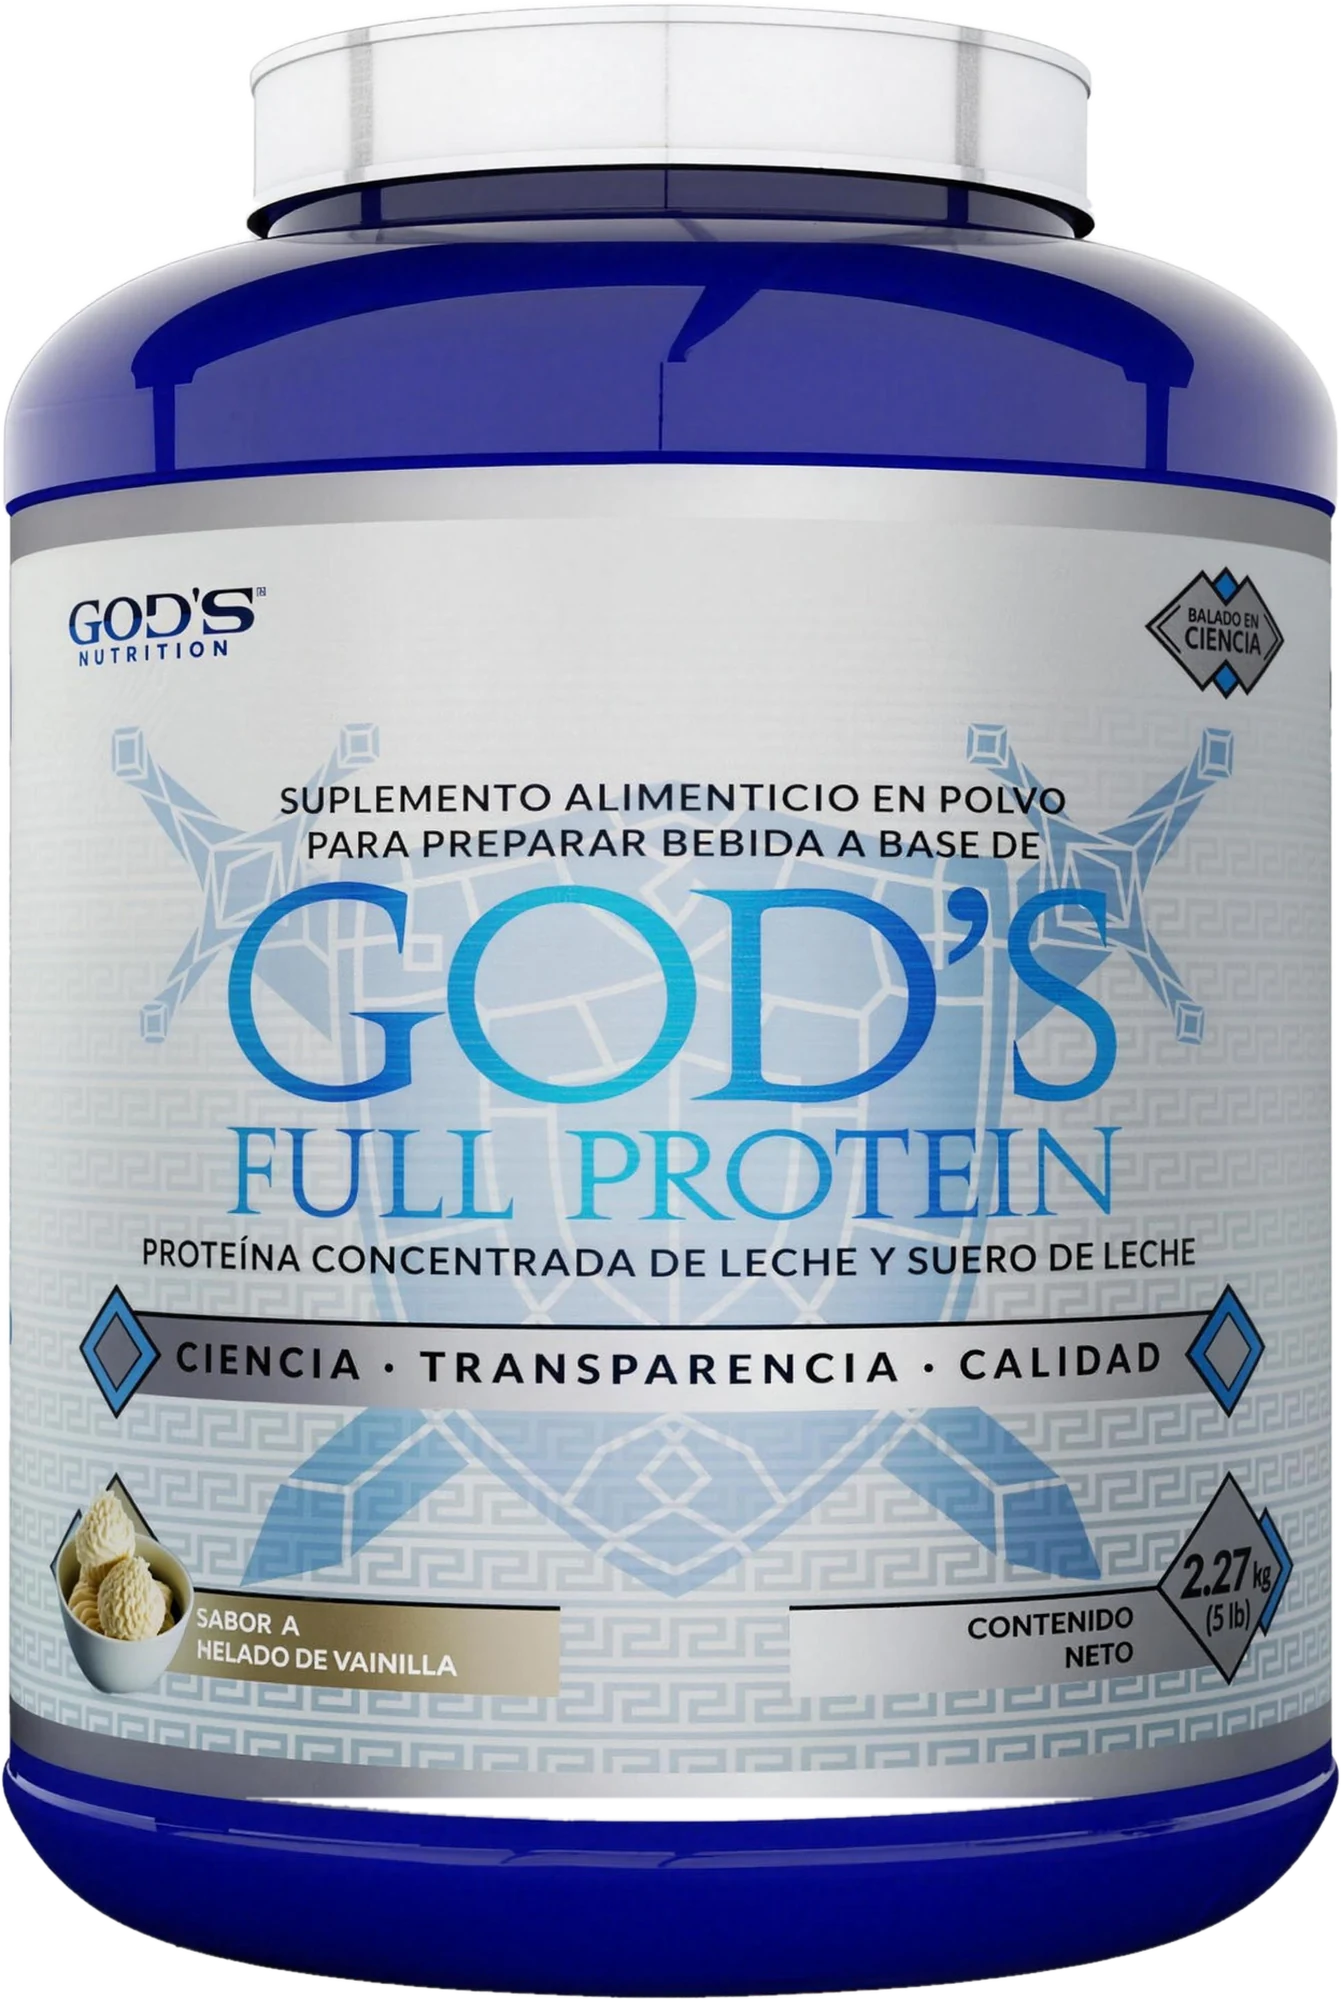 GOD'S
NUTRITION
BALADO EN
CIENCIA
SUPLEMENTO ALIMENTICIO EN POLVO
PARA PREPARAR BEBIDA A BASE DE
GOD'S
FULL PROTEIN
PROTEÍNA CONCENTRADA DE LECHE Y SUERO DE LECHE
CIENCIA • TRANSPARENCIA • CALIDAD
SABOR A
HELADO DE VAINILLA
CONTENIDO
NETO
2.27 kg
(5 lb)